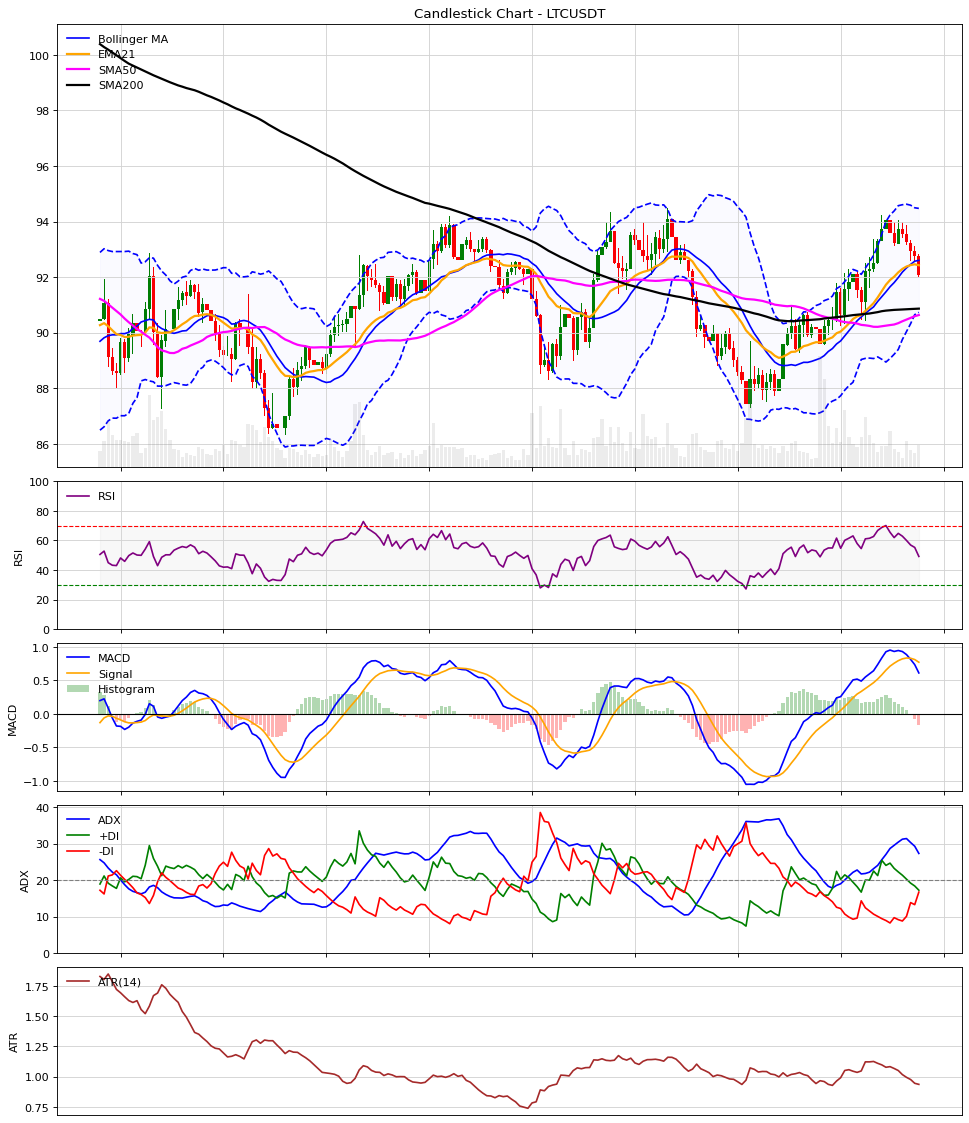 Candlestick Chart - LTCUSDT
Bollinger MA
EMA21
SMA50
SMA200
100
98
96
94
92
90
88
86
RSI
100
80
60
40
20
0
RSI
MACD
Signal
Histogram
1.0
0.5
0.0
−0.5
−1.0
MACD
ADX
+DI
-DI
40
30
20
10
0
ADX
ATR(14)
1.75
1.50
1.25
1.00
0.75
ATR